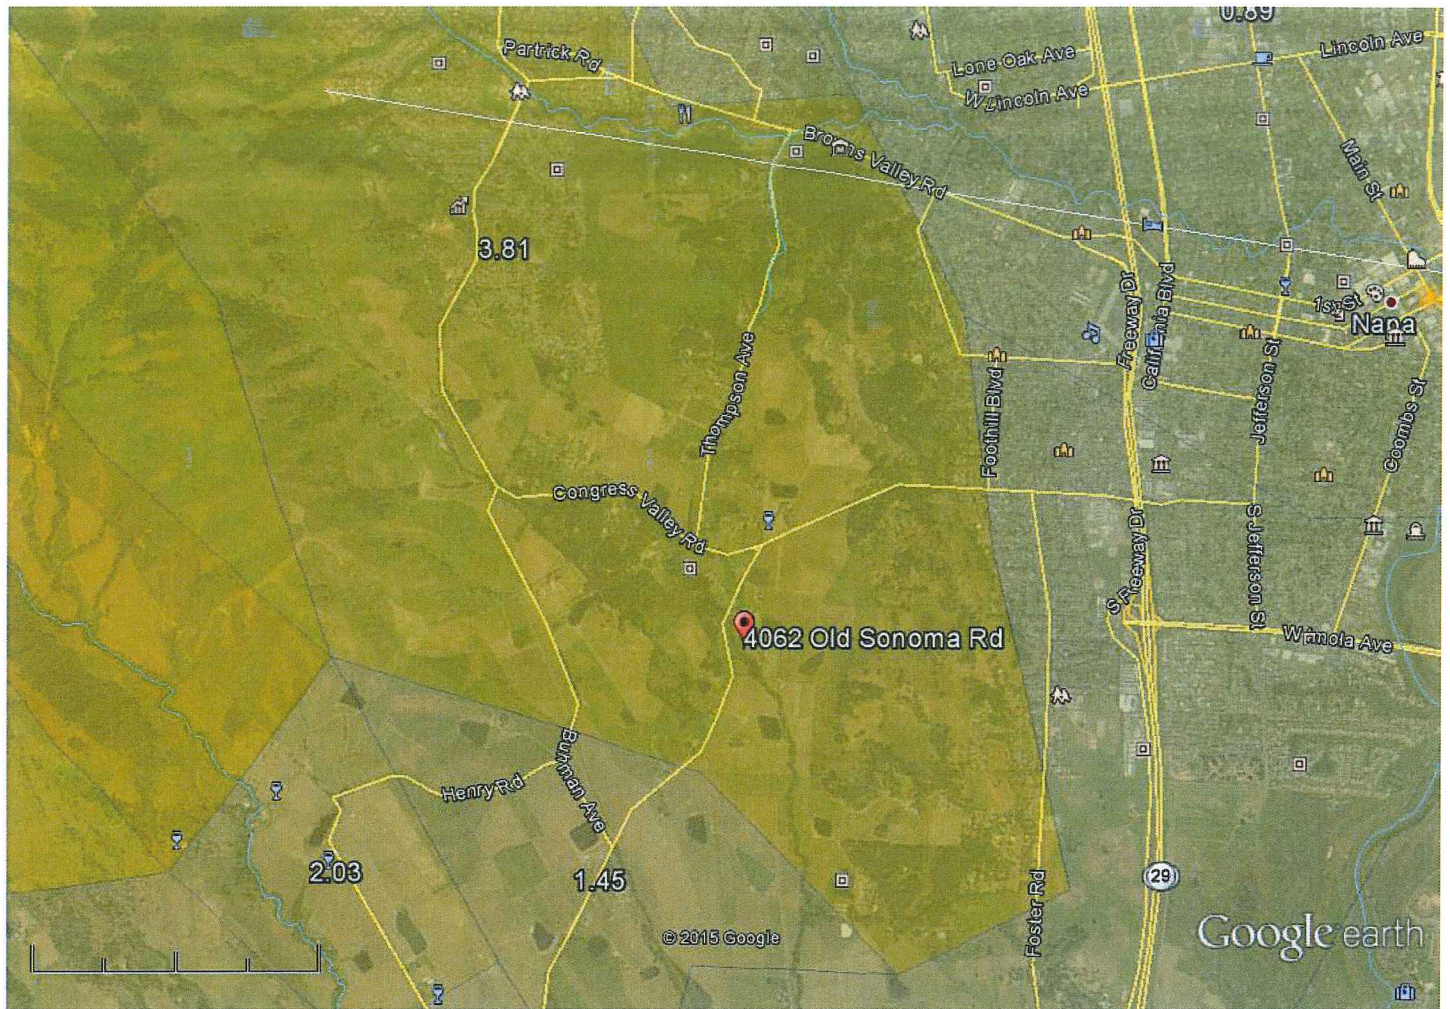 0.89
Partrick Rd
Lone Oak Ave
Lincoln Ave
W Lincoln Ave
Browns Valley Rd
Main St
3.81
Freeway Dr
California Blvd
1st St
Napa
Thompson Ave
Foothill Blvd
Jefferson St
Coombs St
Congress Valley Rd
S Freeway Dr
S Jefferson St
4062 Old Sonoma Rd
W Imola Ave
Buhman Ave
Henry Rd
2.03
1.45
29
Foster Rd
© 2015 Google
Google earth